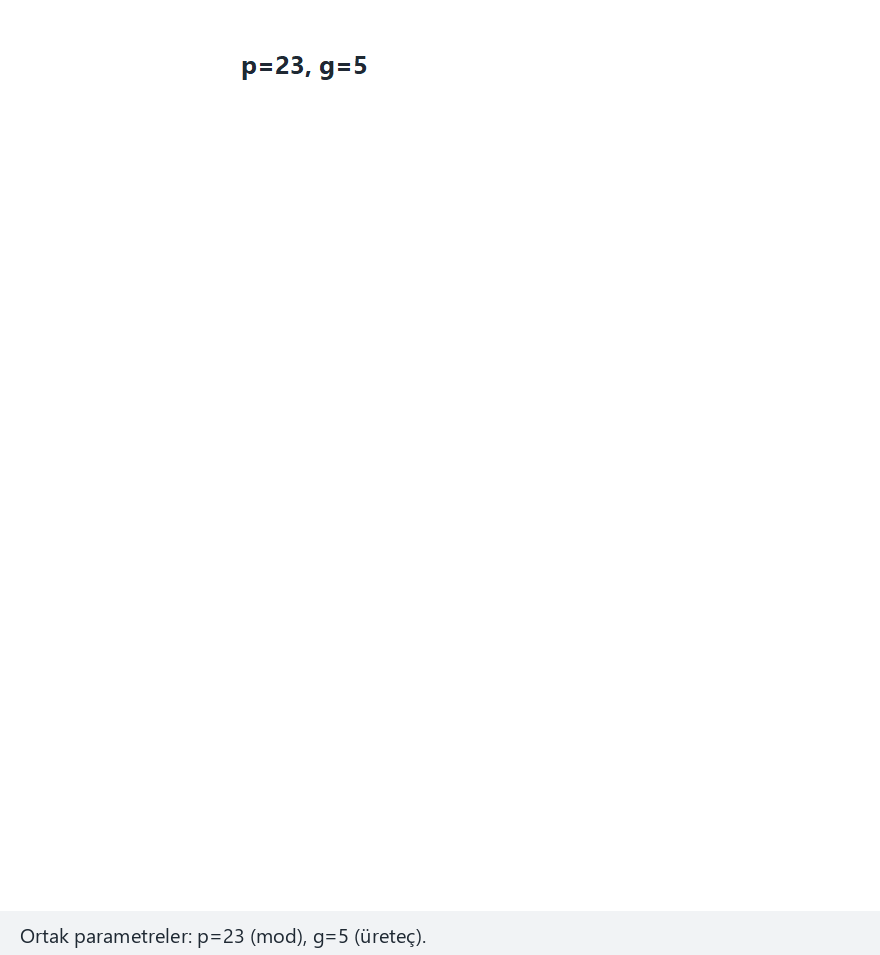 p=23, g=5
Ortak parametreler: p=23 (mod), g=5 (üreteç).